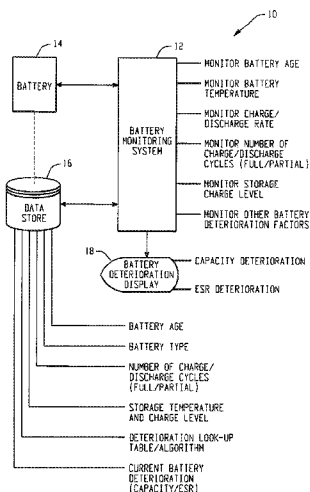 10
14
12
BATTERY
BATTERY
MONITORING
SYSTEM
MONITOR BATTERY AGE
MONITOR BATTERY
TEMPERATURE
MONITOR CHARGE/
DISCHARGE RATE
MONITOR NUMBER OF
CHARGE/DISCHARGE
CYCLES (FULL/PARTIAL)
MONITOR STORAGE
CHARGE LEVEL
MONITOR OTHER BATTERY
DETERIORATION FACTORS
16
DATA
STORE
18
BATTERY
DETERIORATION
DISPLAY
CAPACITY DETERIORATION
ESR DETERIORATION
BATTERY AGE
BATTERY TYPE
NUMBER OF CHARGE/
DISCHARGE CYCLES
(FULL/PARTIAL)
STORAGE TEMPERATURE
AND CHARGE LEVEL
DETERIORATION LOOK-UP
TABLE/ALGORITHM
CURRENT BATTERY
DETERIORATION
(CAPACITY/ESR)